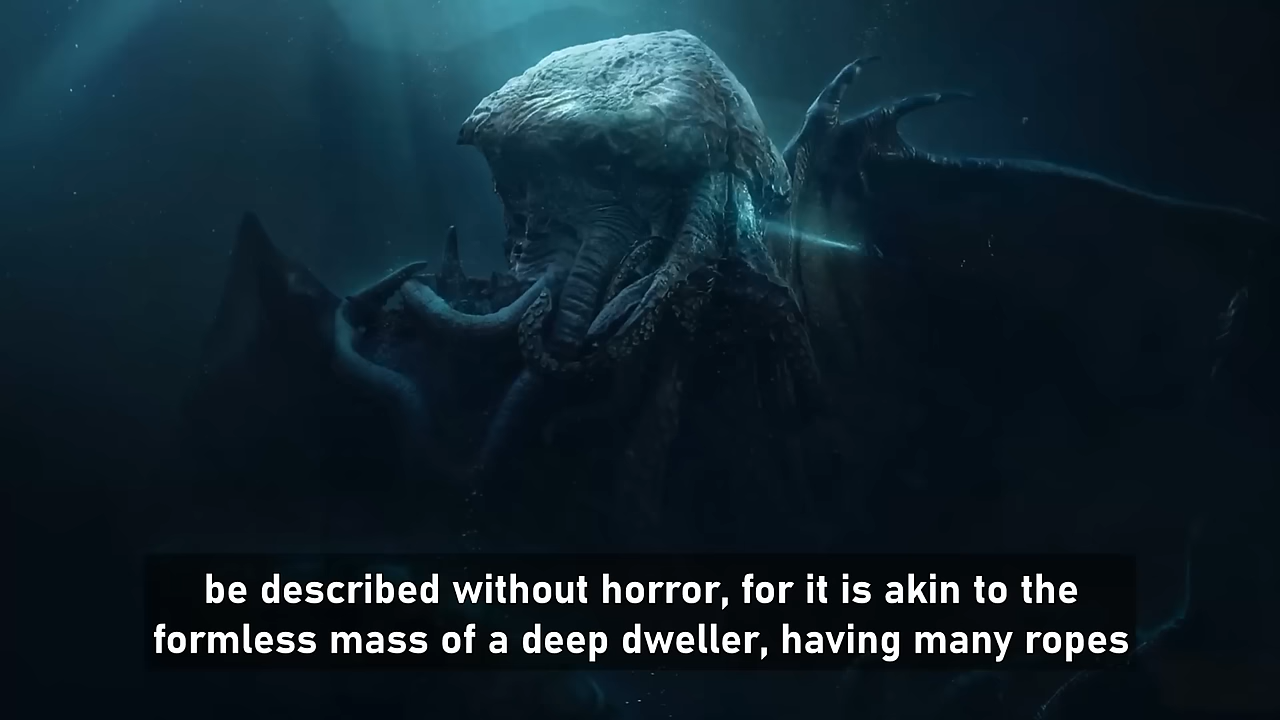 be described without horror, for it is akin to the
formless mass of a deep dweller, having many ropes